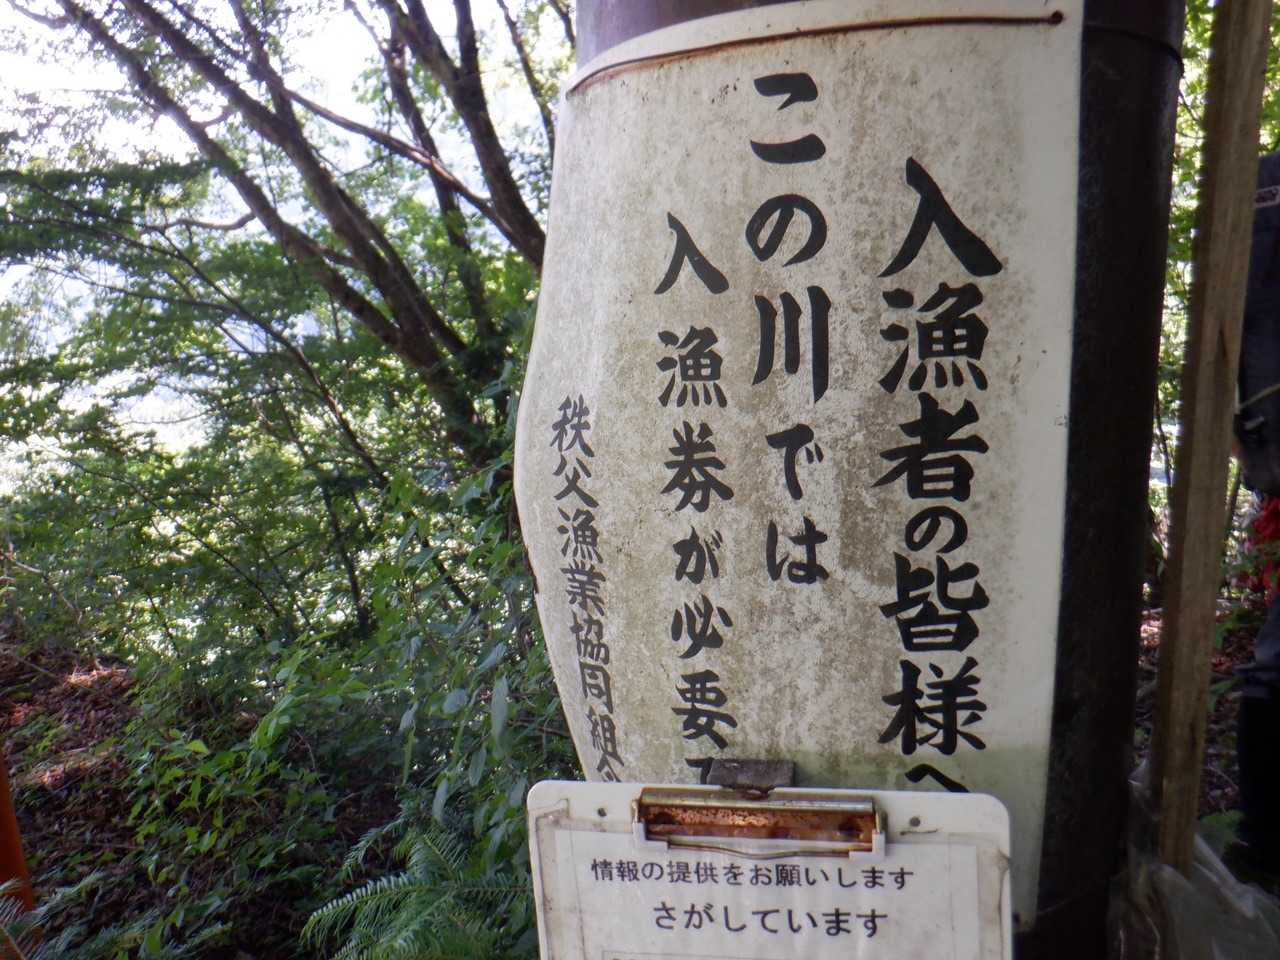 入漁者の皆様へ
この川では
入漁券が必要で
秩父漁業協同組合
情報の提供をお願いします
さがしています